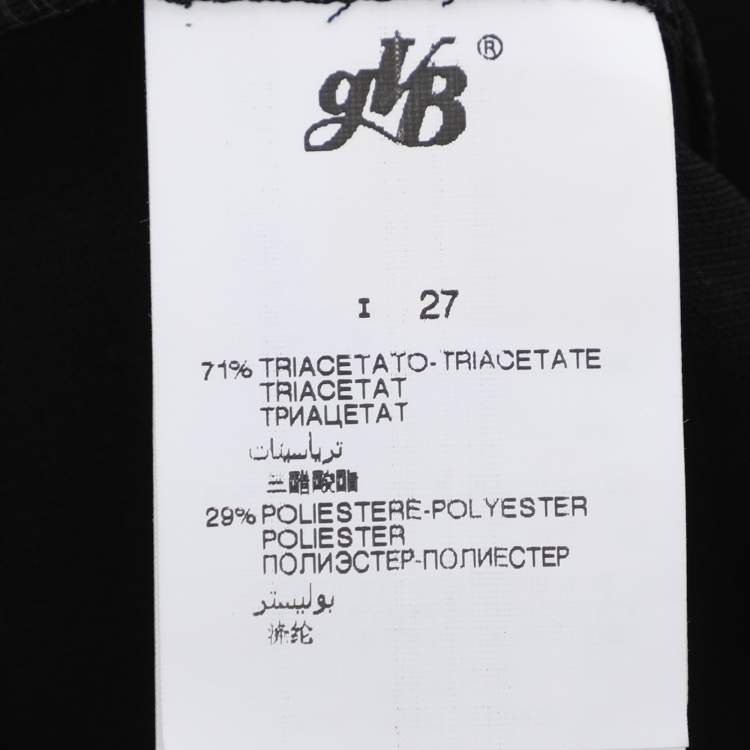 gVB®
I 27
71% TRIACETATO-TRIACETATE
TRIACETAT
ТРИАЦЕТАТ
ترياسيتات
三醋酸酯
29% POLIESTERE-POLYESTER
POLIESTER
ПОЛИЭСТЕР-ПОЛИЕСТЕР
بوليستر
涤纶